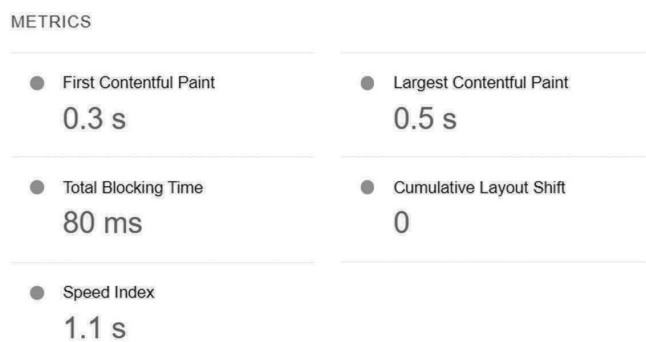 METRICS
First Contentful Paint
0.3 s
Largest Contentful Paint
0.5 s
Total Blocking Time
80 ms
Cumulative Layout Shift
0
Speed Index
1.1 s